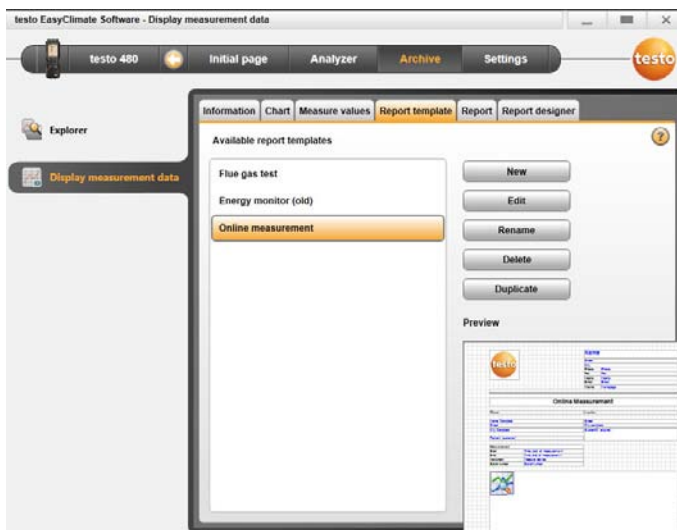 testo EasyClimate Software - Display measurement data
testo 480
Initial page
Analyzer
Archive
Settings
testo
Explorer
Display measurement data
Information
Chart
Measure values
Report template
Report
Report designer
Available report templates
?
Flue gas test
Energy monitor (old)
Online measurement
New
Edit
Rename
Delete
Duplicate
Preview
testo
Online Measurement